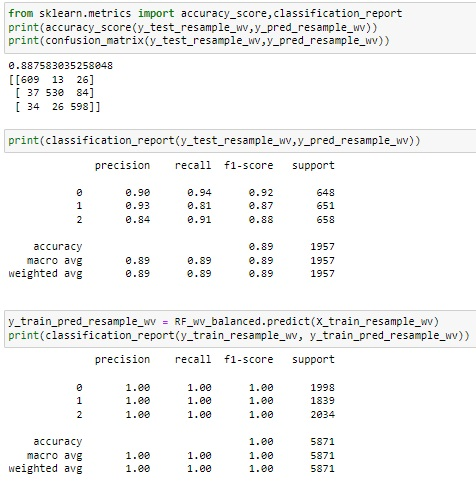 from sklearn.metrics import accuracy_score,classification_report
print(accuracy_score(y_test_resample_wv,y_pred_resample_wv))
print(confusion_matrix(y_test_resample_wv,y_pred_resample_wv))
0.887583035258048
[[609 13 26]
[ 37 530 84]
[ 34 26 598]]
print(classification_report(y_test_resample_wv,y_pred_resample_wv))
precision recall f1-score support
0 0.90 0.94 0.92 648
1 0.93 0.81 0.87 651
2 0.84 0.91 0.88 658
accuracy 0.89 1957
macro avg 0.89 0.89 0.89 1957
weighted avg 0.89 0.89 0.89 1957
y_train_pred_resample_wv = RF_wv_balanced.predict(X_train_resample_wv)
print(classification_report(y_train_resample_wv, y_train_pred_resample_wv))
precision recall f1-score support
0 1.00 1.00 1.00 1998
1 1.00 1.00 1.00 1839
2 1.00 1.00 1.00 2034
accuracy 1.00 5871
macro avg 1.00 1.00 1.00 5871
weighted avg 1.00 1.00 1.00 5871